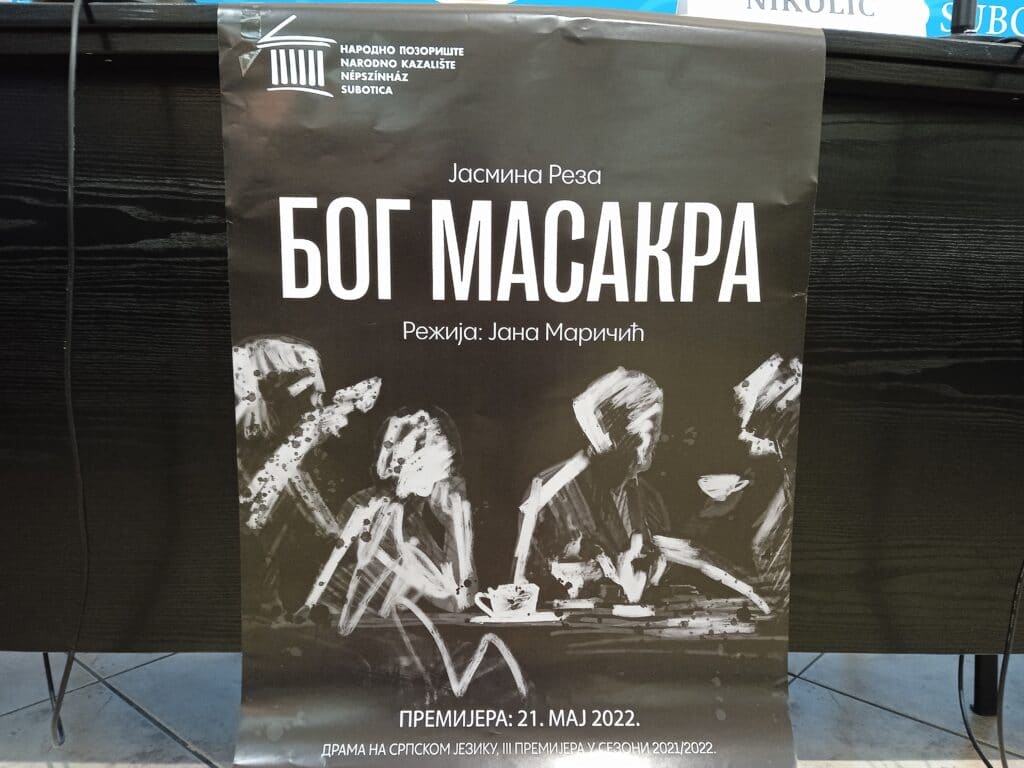 NIKOLIĆ
SUBO
НАРОДНО ПОЗОРИШТЕ
NARODNO KAZALIŠTE
NÉPSZÍNHÁZ
SUBOTICA
Јасмина Реза
БОГ МАСАКРА
Режија: Јана Маричић
ПРЕМИЈЕРА: 21. МАЈ 2022.
ДРАМА НА СРПСКОМ ЈЕЗИКУ, III ПРЕМИЈЕРА У СЕЗОНИ 2021/2022.